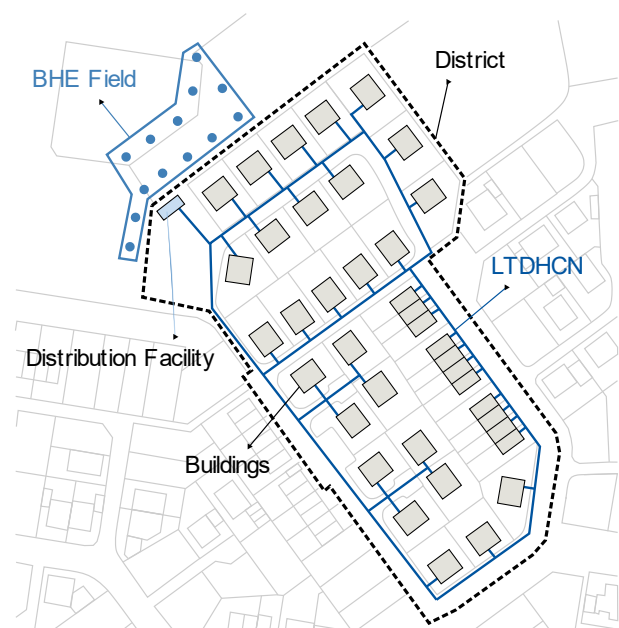 District
BHE Field
LTDHCN
Distribution Facility
Buildings